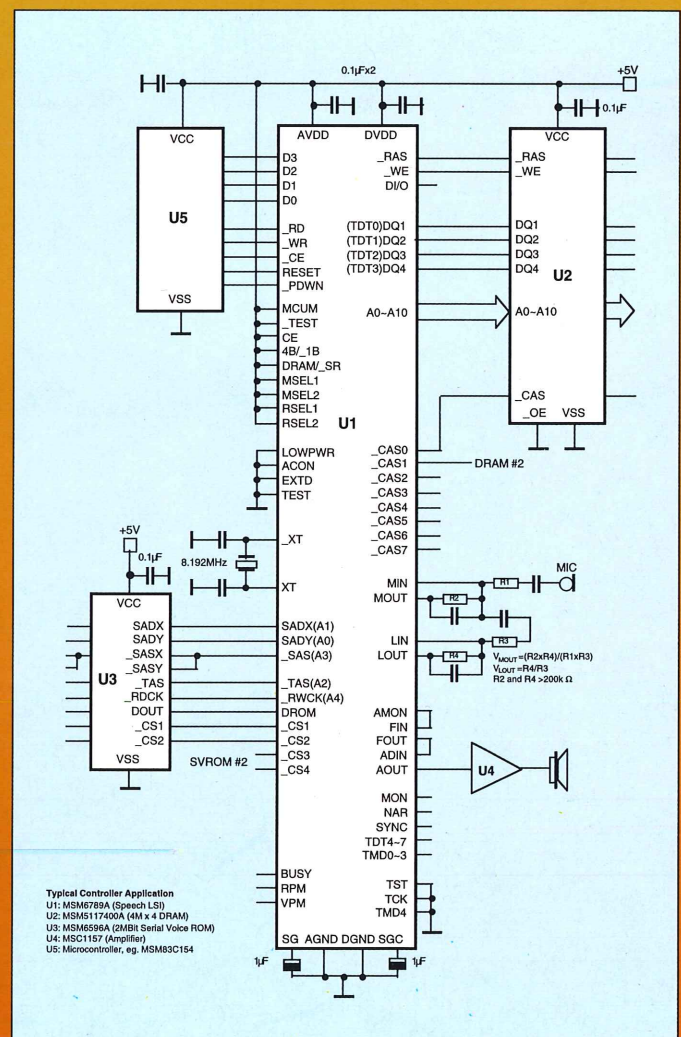 0.1µFx2
+5V
0.1µF
VCC
AVDD
DVDD
VCC
D3
D2
D1
D0
_RD
_WR
_CE
RESET
_PDWN
U5
VSS
MCUM
_TEST
CE
4B/_1B
DRAM/_SR
MSEL1
MSEL2
RSEL1
RSEL2
U1
LOWPWR
ACON
EXTD
TEST
_XT
8.192MHz
XT
_RAS
_WE
DI/O
(TDT0)DQ1
(TDT1)DQ2
(TDT2)DQ3
(TDT3)DQ4
A0~A10
_RAS
_WE
DQ1
DQ2
DQ3
DQ4
U2
A0~A10
_CAS
_OE VSS
_CAS0
_CAS1
DRAM #2
_CAS2
_CAS3
_CAS4
_CAS5
_CAS6
_CAS7
+5V
0.1µF
VCC
SADX
SADY
_SASX
_SASY
_TAS
_RDCK
DOUT
_CS1
_CS2
U3
VSS
SADX(A1)
SADY(A0)
_SAS(A3)
_TAS(A2)
_RWCK(A4)
DROM
_CS1
_CS2
_CS3
_CS4
SVROM #2
MIN
MOUT
LIN
LOUT
R1
MIC
R2
R3
R4
VMOUT=(R2xR4)/(R1xR3)
VLOUT=R4/R3
R2 and R4 >200k Ω
AMON
FIN
FOUT
ADIN
AOUT
U4
MON
NAR
SYNC
TDT4~7
TMD0~3
BUSY
RPM
VPM
TST
TCK
TMD4
SG AGND DGND SGC
1µF
1µF
Typical Controller Application
U1: MSM6789A (Speech LSI)
U2: MSM5117400A (4M x 4 DRAM)
U3: MSM6596A (2MBit Serial Voice ROM)
U4: MSC1157 (Amplifier)
U5: Microcontroller, eg. MSM83C154